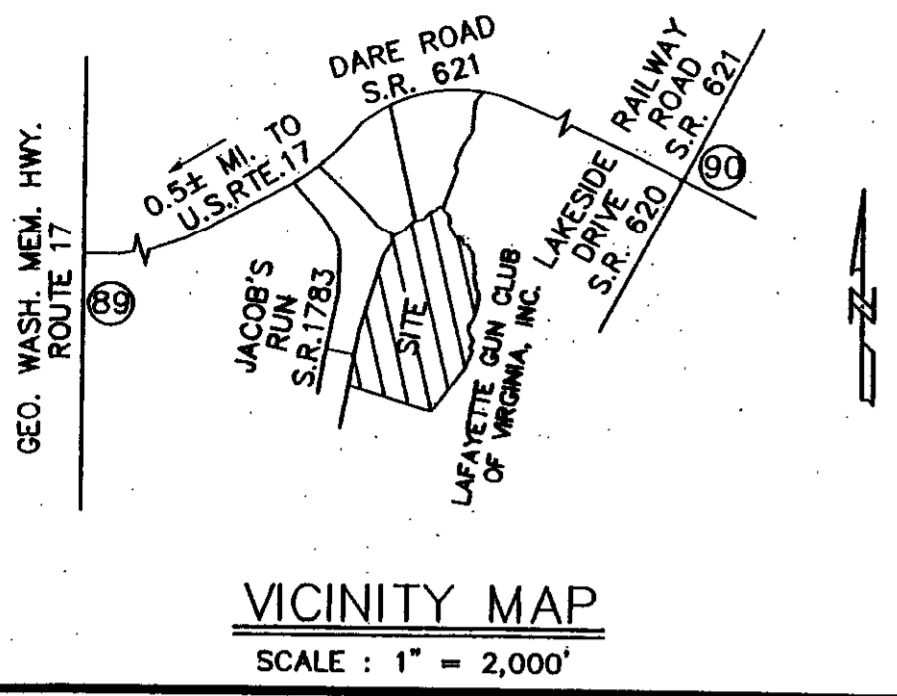 GEO. WASH. MEM. HWY.
ROUTE 17
89
0.5± MI. TO
U.S.RTE.17
DARE ROAD
S.R. 621
RAILWAY
ROAD
S.R. 621
90
LAKESIDE
DRIVE
S.R. 620
JACOB'S
RUN
S.R.1783
SITE
LAFAYETTE GUN CLUB
OF VIRGINIA, INC.
N
VICINITY MAP
SCALE : 1" = 2,000'